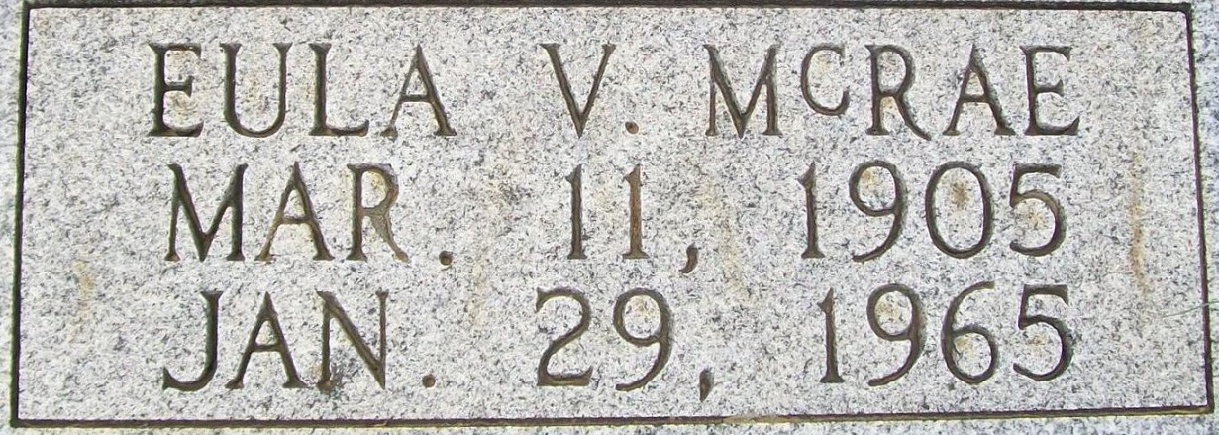 EULA V. McRAE
MAR. 11, 1905
JAN. 29, 1965